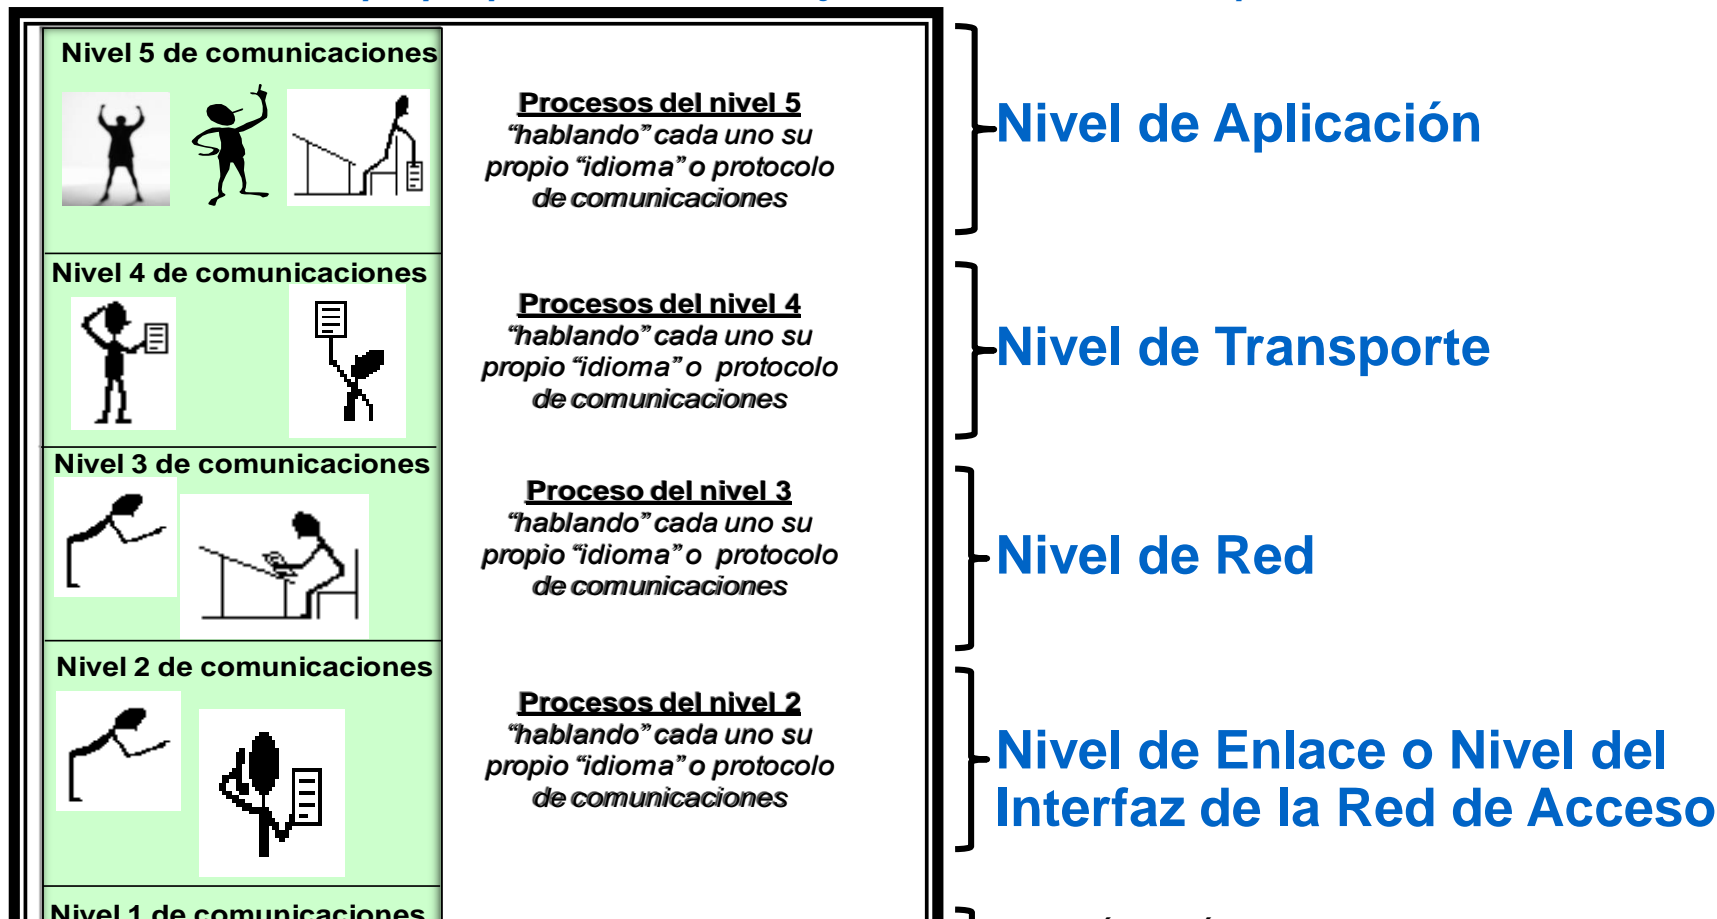 Nivel 5 de comunicaciones
Procesos del nivel 5
“hablando” cada uno su
propio “idioma” o protocolo
de comunicaciones
Nivel de Aplicación
Nivel 4 de comunicaciones
Procesos del nivel 4
“hablando” cada uno su
propio “idioma” o protocolo
de comunicaciones
Nivel de Transporte
Nivel 3 de comunicaciones
Proceso del nivel 3
“hablando” cada uno su
propio “idioma” o protocolo
de comunicaciones
Nivel de Red
Nivel 2 de comunicaciones
Procesos del nivel 2
“hablando” cada uno su
propio “idioma” o protocolo
de comunicaciones
Nivel de Enlace o Nivel del
Interfaz de la Red de Acceso
Nivel 1 de comunicaciones